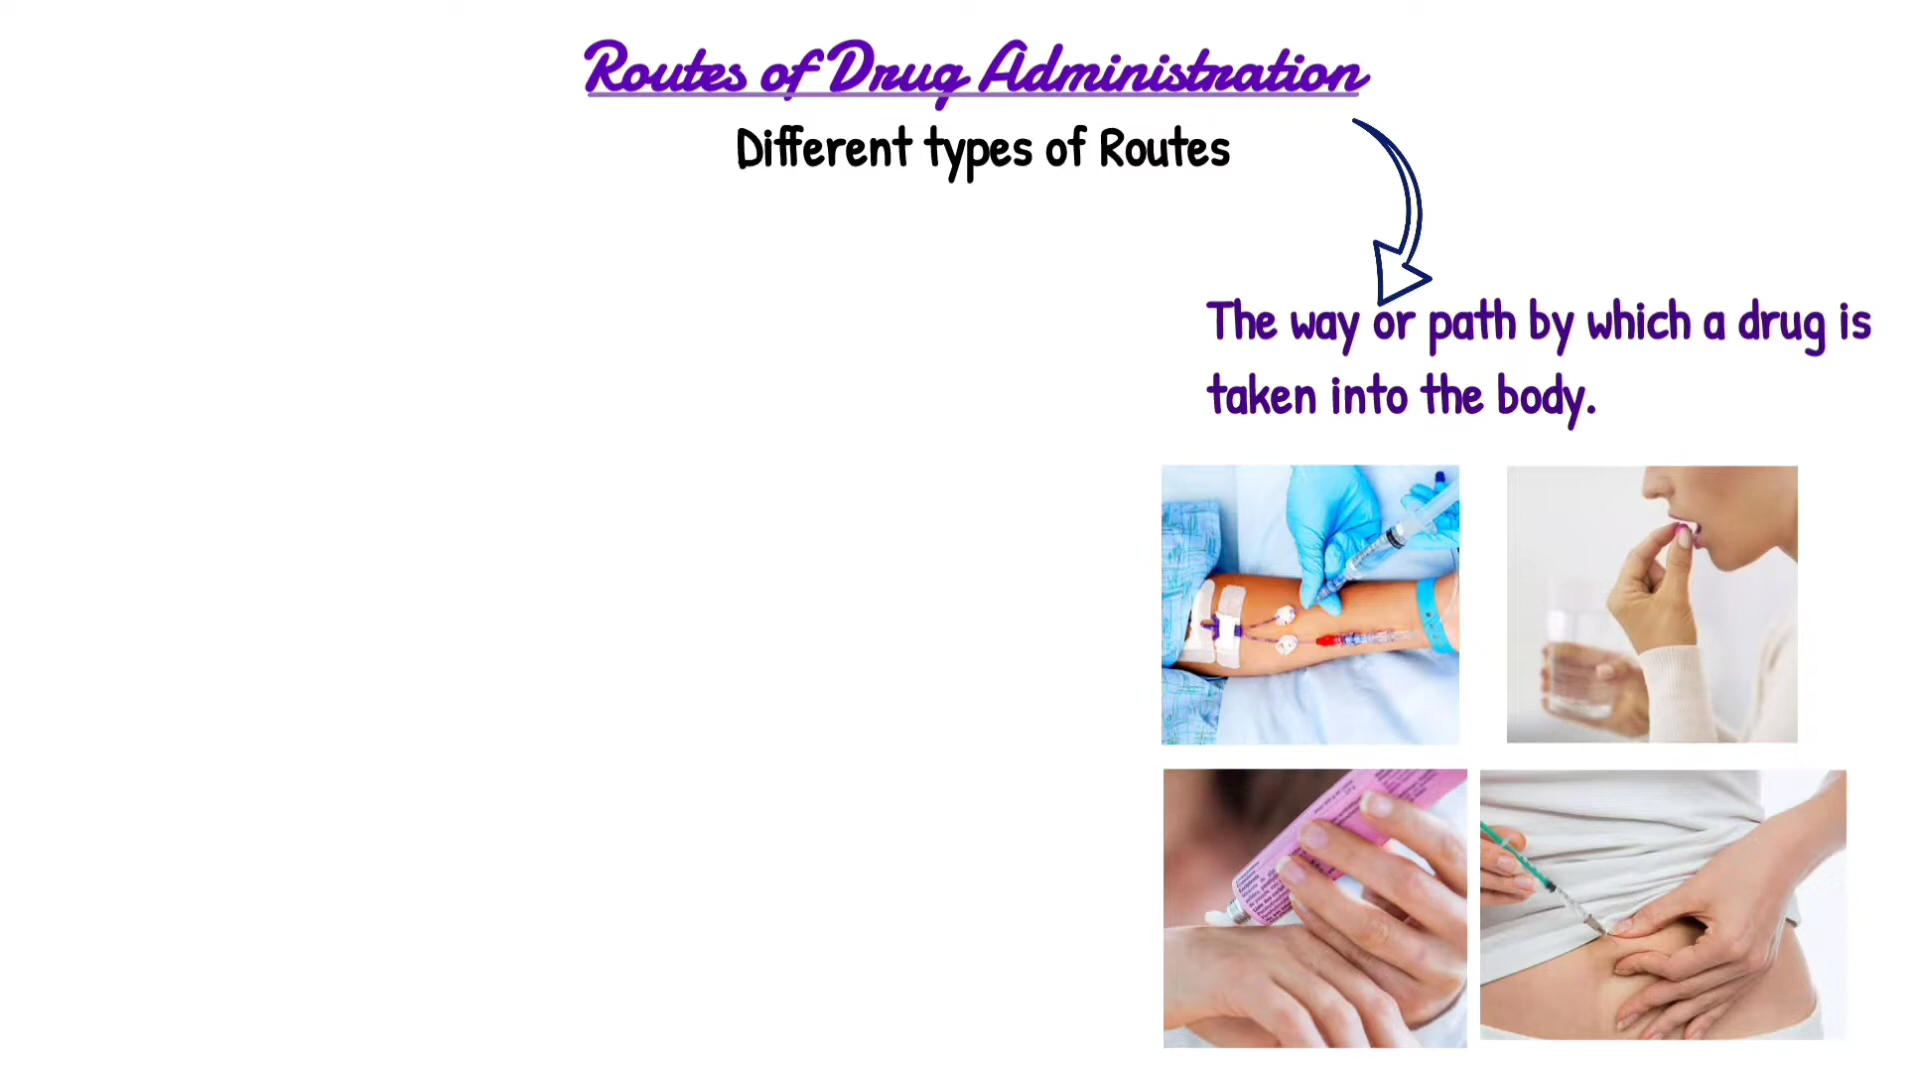 Routes of Drug Administration
Different types of Routes
The way or path by which a drug is
taken into the body.